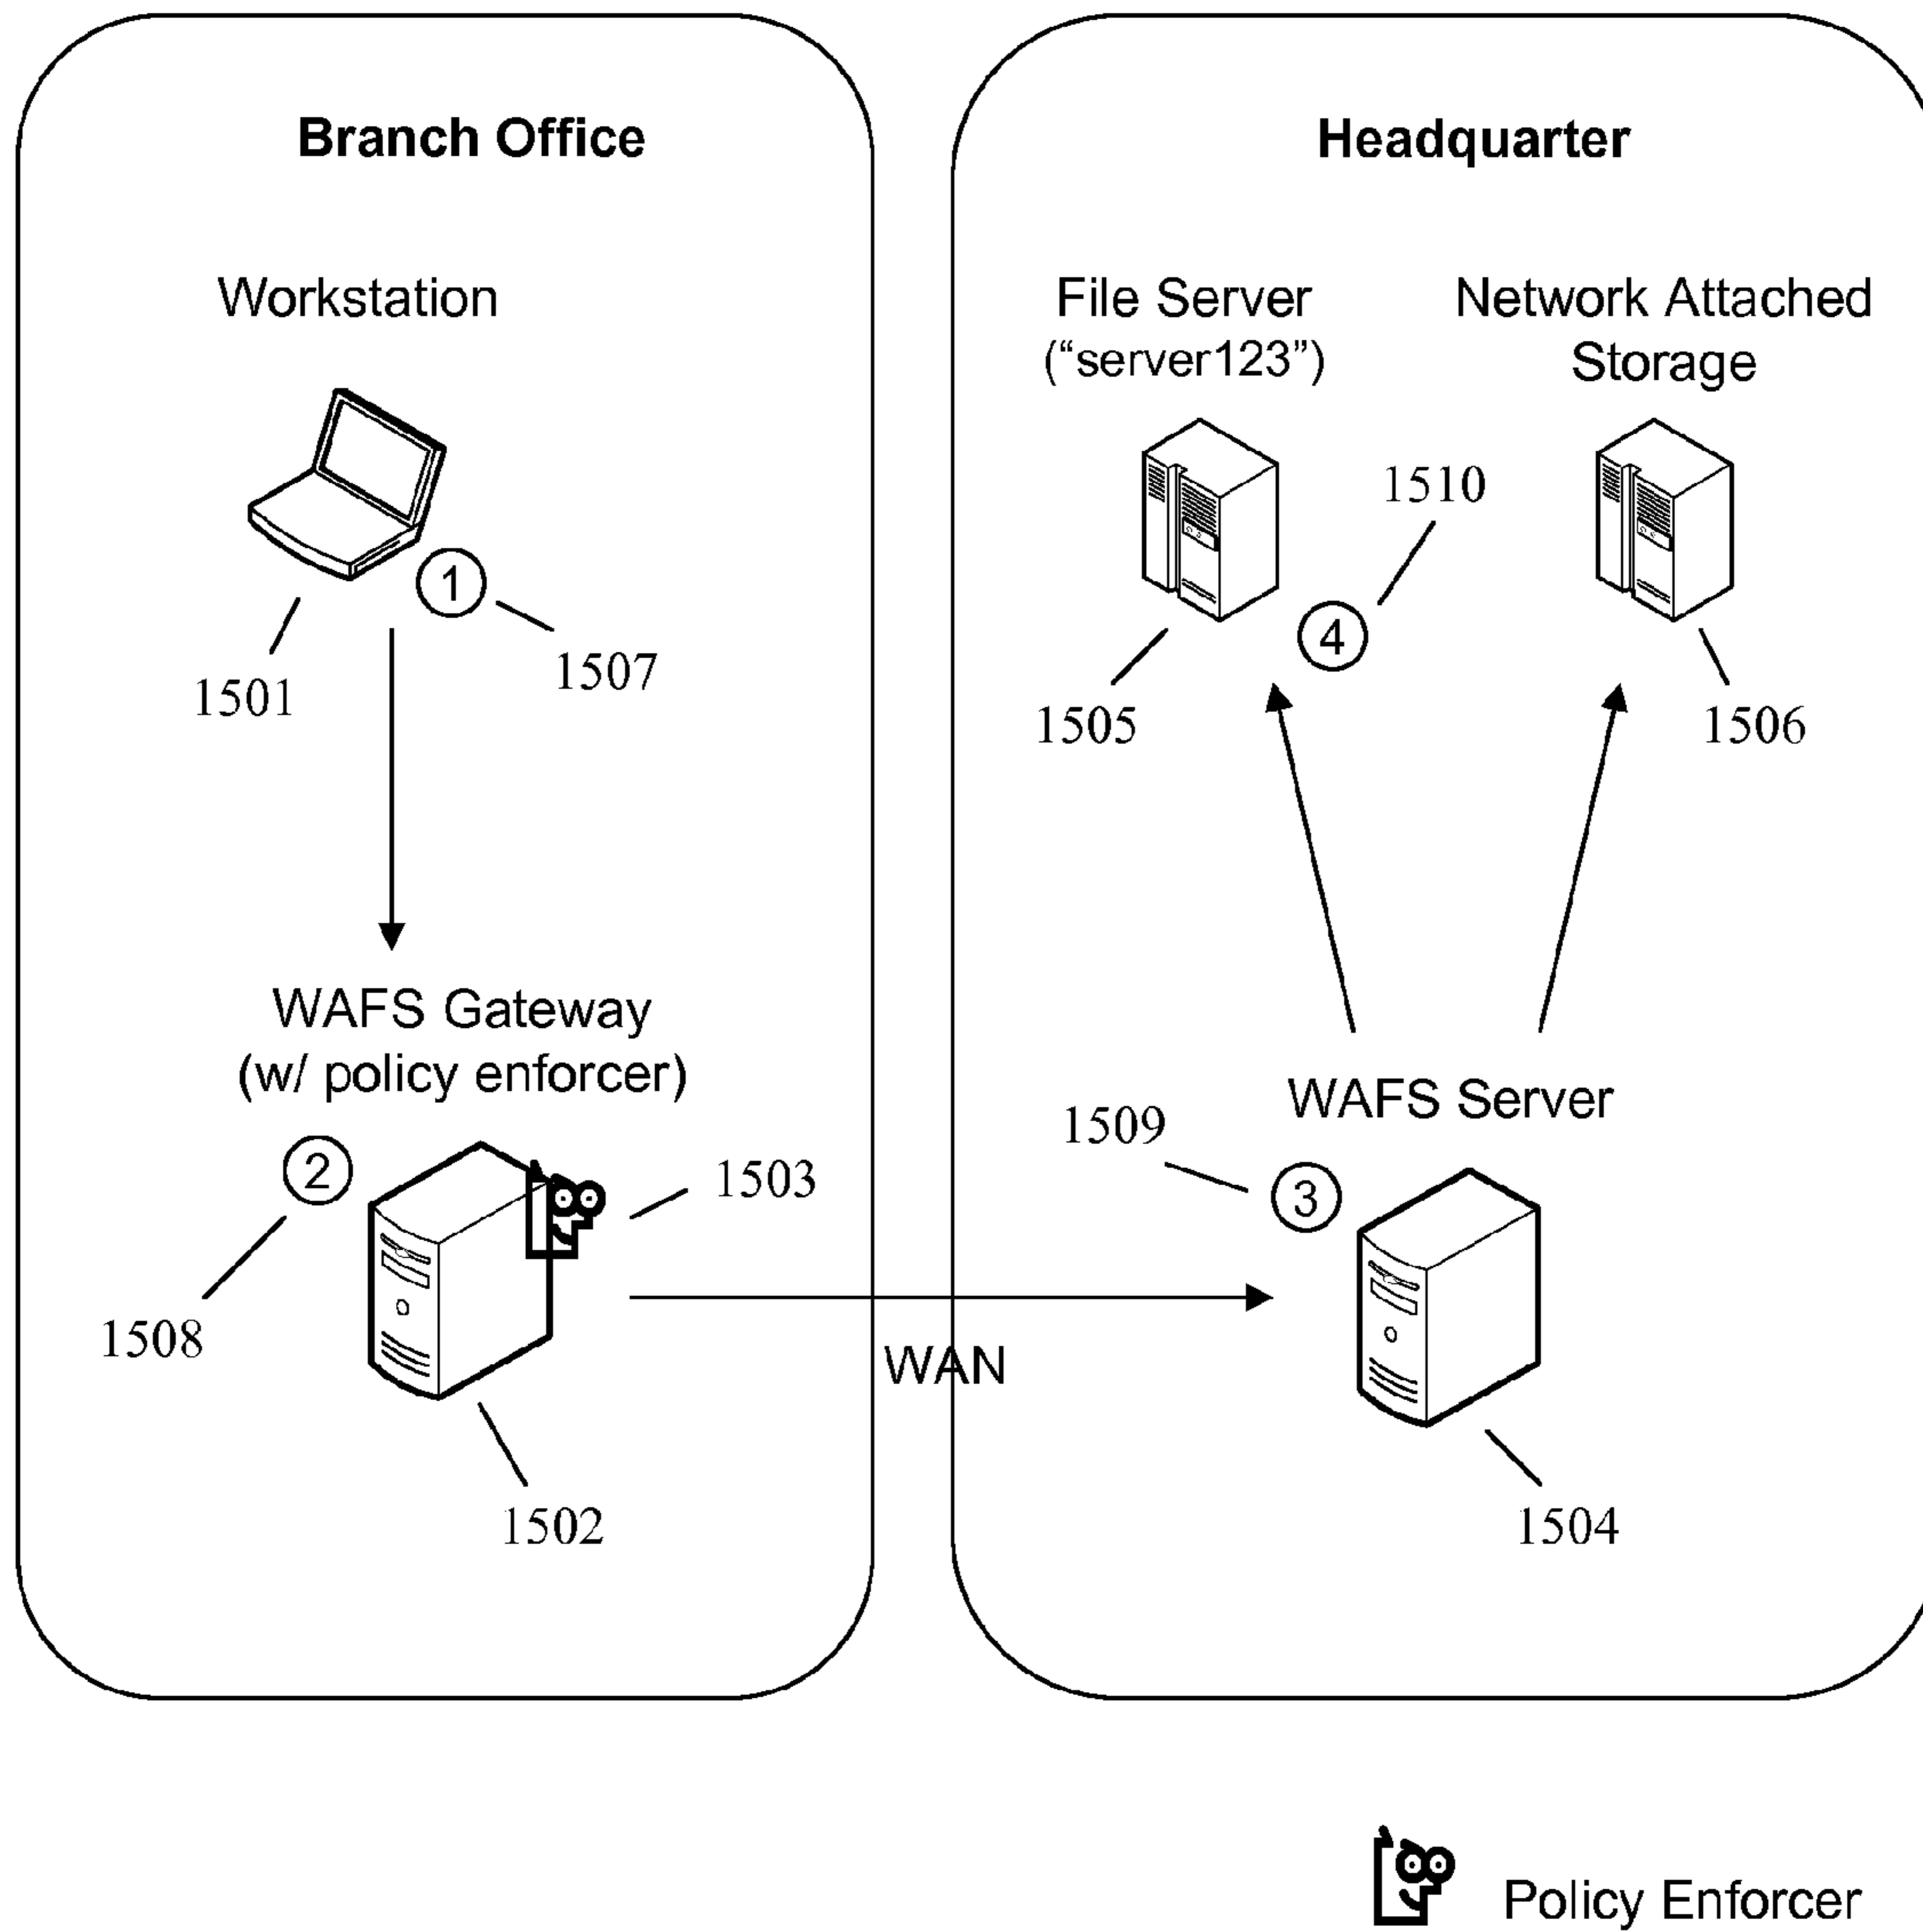 Branch Office
Workstation
1
1501
1507
WAFS Gateway
(w/ policy enforcer)
2
1503
1508
1502
WAN
Headquarter
File Server
(“server123”)
Network Attached
Storage
1510
4
1505
1506
WAFS Server
1509
3
1504
Policy Enforcer